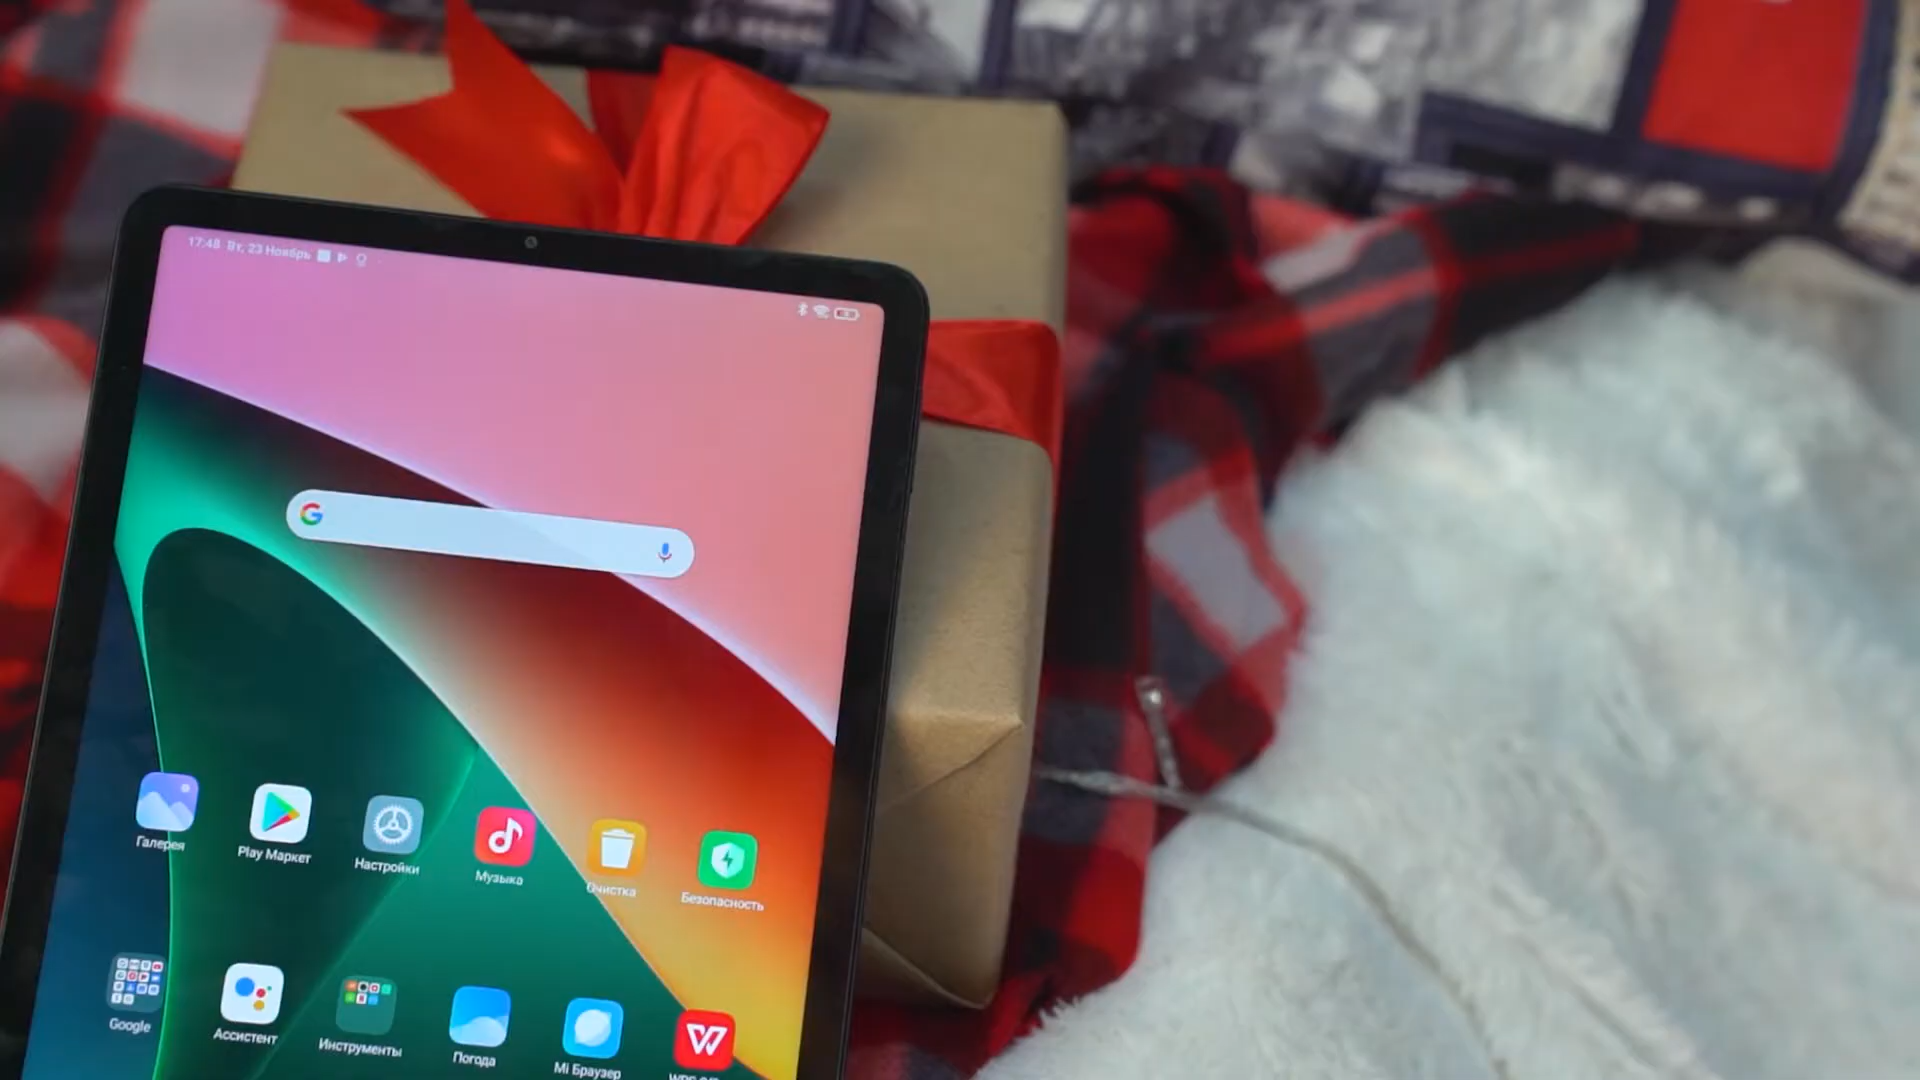 17:48 Вт, 23 Ноябрь
Галерея
Play Маркет
Настройки
Музыка
Очистка
Безопасность
Google
Ассистент
Инструменты
Погода
Mi Браузер